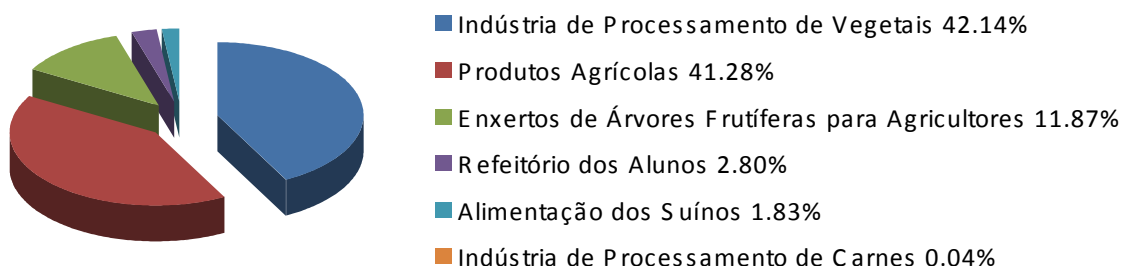 Indústria de Processamento de Vegetais 42.14%
Produtos Agrícolas 41.28%
Enxertos de Árvores Frutíferas para Agricultores 11.87%
Refeitório dos Alunos 2.80%
Alimentação dos Suínos 1.83%
Indústria de Processamento de Carnes 0.04%